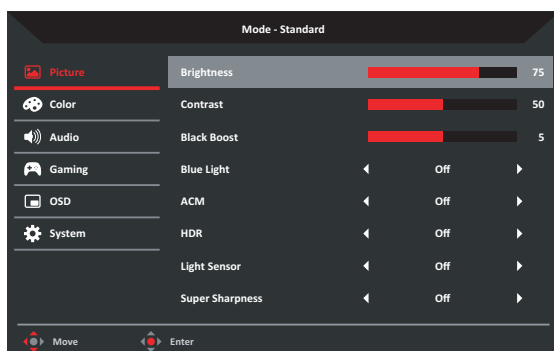 Mode - Standard
Picture
Brightness 75
Color
Contrast 50
Audio
Black Boost 5
Gaming
Blue Light Off
OSD
ACM Off
System
HDR Off
Light Sensor Off
Super Sharpness Off
Move Enter